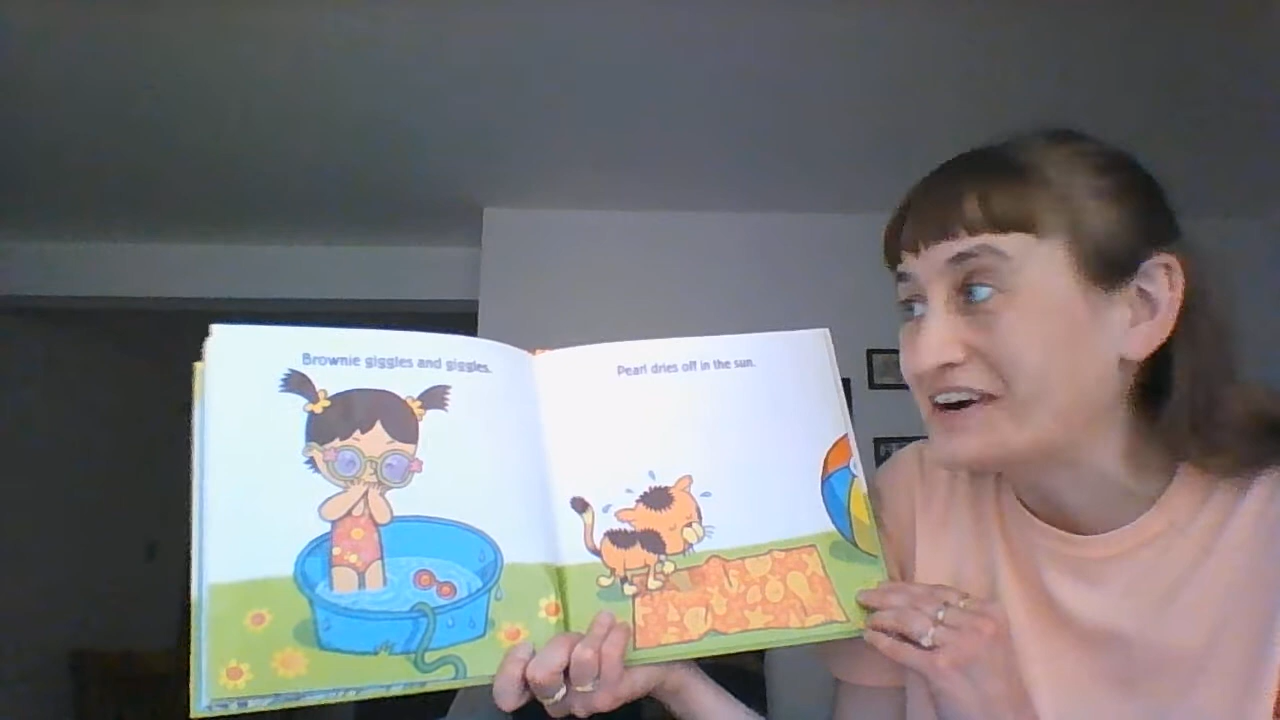 Brownie giggles and giggles.
Pearl dries off in the sun.